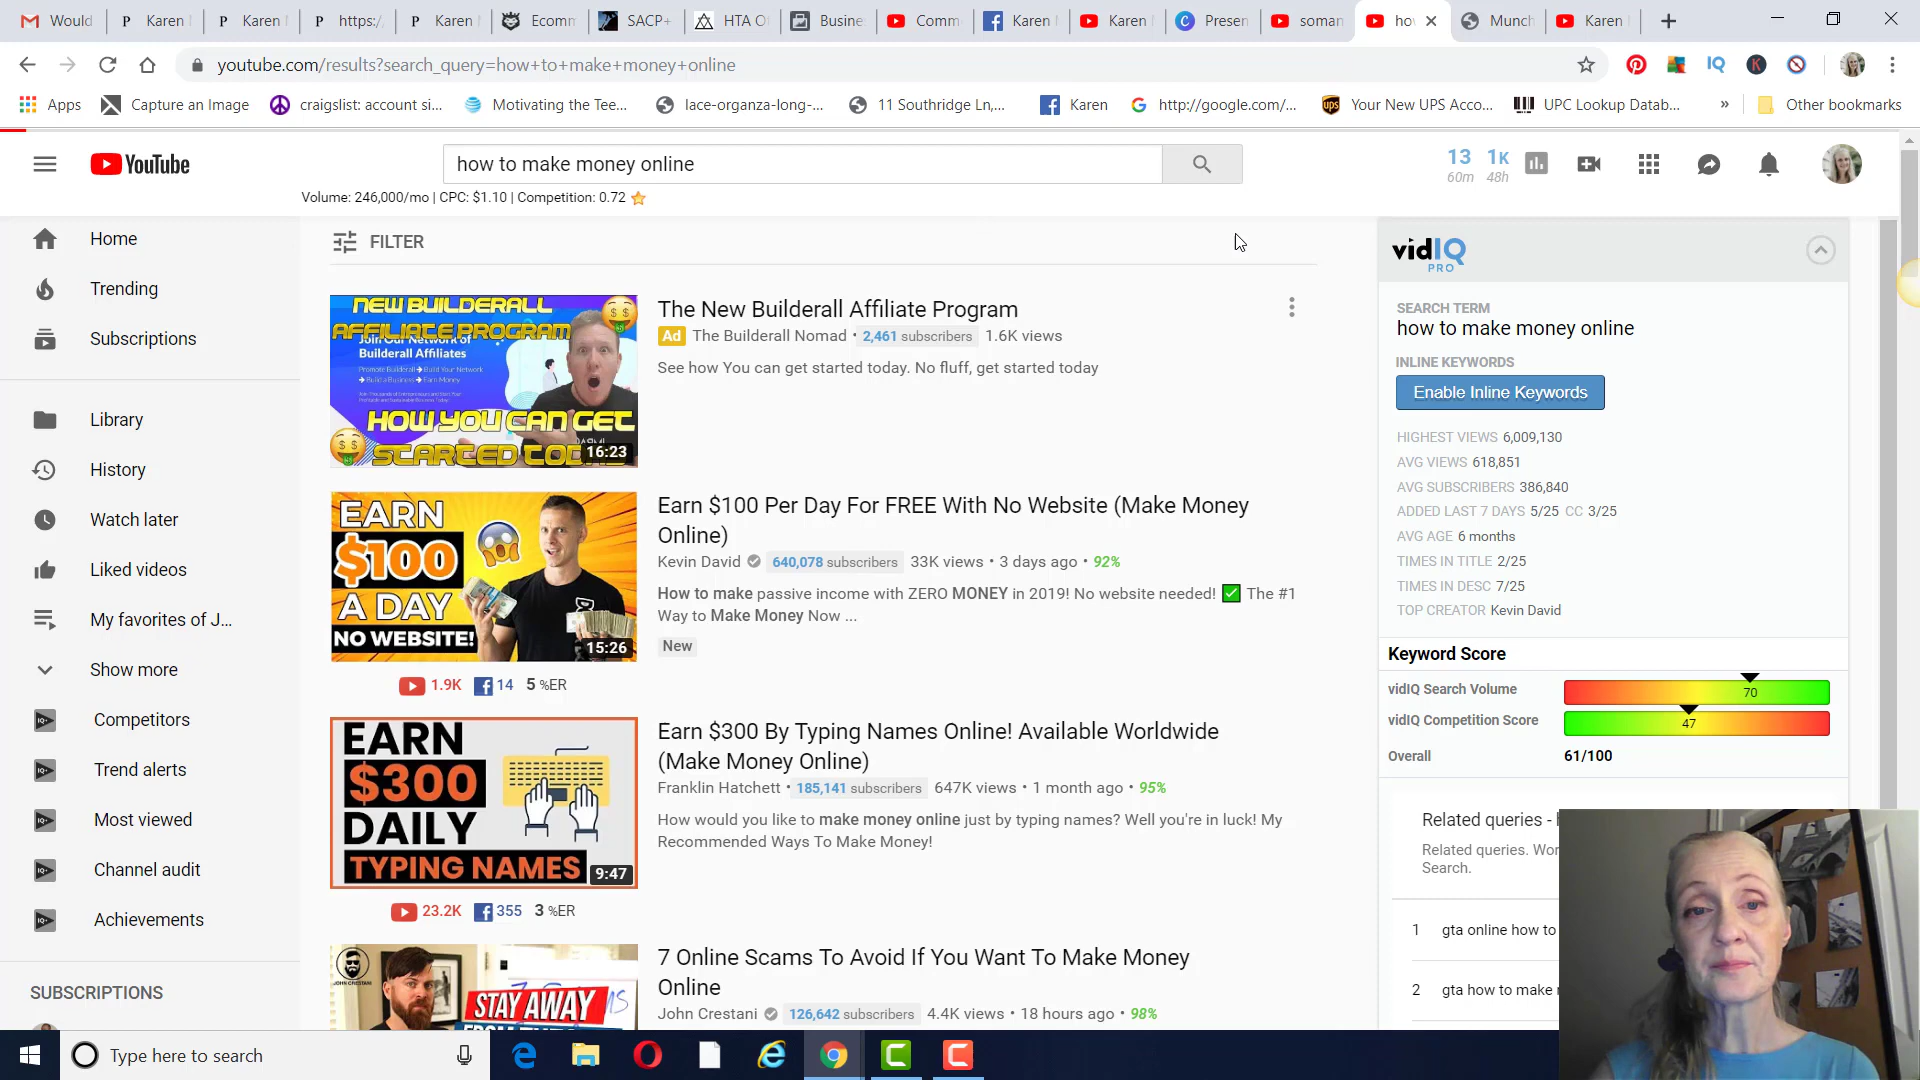 Would
Karen
Karen
https:/
Karen
Ecomm
SACP+
HTA O
Busine
Comm
Karen
Karen
Presen
soman
ho
Munch
Karen
youtube.com/results?search_query=how+to+make+money+online
Apps
Capture an Image
craigslist: account si...
Motivating the Tee...
lace-organza-long-...
11 Southridge Ln,...
Karen
http://google.com/...
Your New UPS Acco...
UPC Lookup Datab...
»
Other bookmarks
YouTube
how to make money online
13
60m
1K
48h
Volume: 246,000/mo | CPC: $1.10 | Competition: 0.72
Home
Trending
Subscriptions
Library
History
Watch later
Liked videos
My favorites of J...
Show more
Competitors
Trend alerts
Most viewed
Channel audit
Achievements
SUBSCRIPTIONS
FILTER
NEW BUILDERALL
AFFILIATE PROGRAM
Join Our Network of
Builderall Affiliates
HOW YOU CAN GET
STARTED TOD
16:23
The New Builderall Affiliate Program
Ad The Builderall Nomad • 2,461 subscribers 1.6K views
See how You can get started today. No fluff, get started today
EARN
$100
A DAY
NO WEBSITE!
15:26
1.9K 14 5 %ER
Earn $100 Per Day For FREE With No Website (Make Money
Online)
Kevin David 640,078 subscribers 33K views • 3 days ago • 92%
How to make passive income with ZERO MONEY in 2019! No website needed! ✅ The #1
Way to Make Money Now ...
New
EARN
$300
DAILY
TYPING NAMES
9:47
23.2K 355 3 %ER
Earn $300 By Typing Names Online! Available Worldwide
(Make Money Online)
Franklin Hatchett • 185,141 subscribers 647K views • 1 month ago • 95%
How would you like to make money online just by typing names? Well you're in luck! My
Recommended Ways To Make Money!
JOHN CRESTANI
STAY AWAY
7 Online Scams To Avoid If You Want To Make Money
Online
John Crestani 126,642 subscribers 4.4K views • 18 hours ago • 98%
vidIQ
PRO
SEARCH TERM
how to make money online
INLINE KEYWORDS
Enable Inline Keywords
HIGHEST VIEWS 6,009,130
AVG VIEWS 618,851
AVG SUBSCRIBERS 386,840
ADDED LAST 7 DAYS 5/25 CC 3/25
AVG AGE 6 months
TIMES IN TITLE 2/25
TIMES IN DESC 7/25
TOP CREATOR Kevin David
Keyword Score
vidIQ Search Volume 70
vidIQ Competition Score 47
Overall 61/100
Related queries -
Related queries. Wor
Search.
1 gta online how to
2 gta how to make
Type here to search